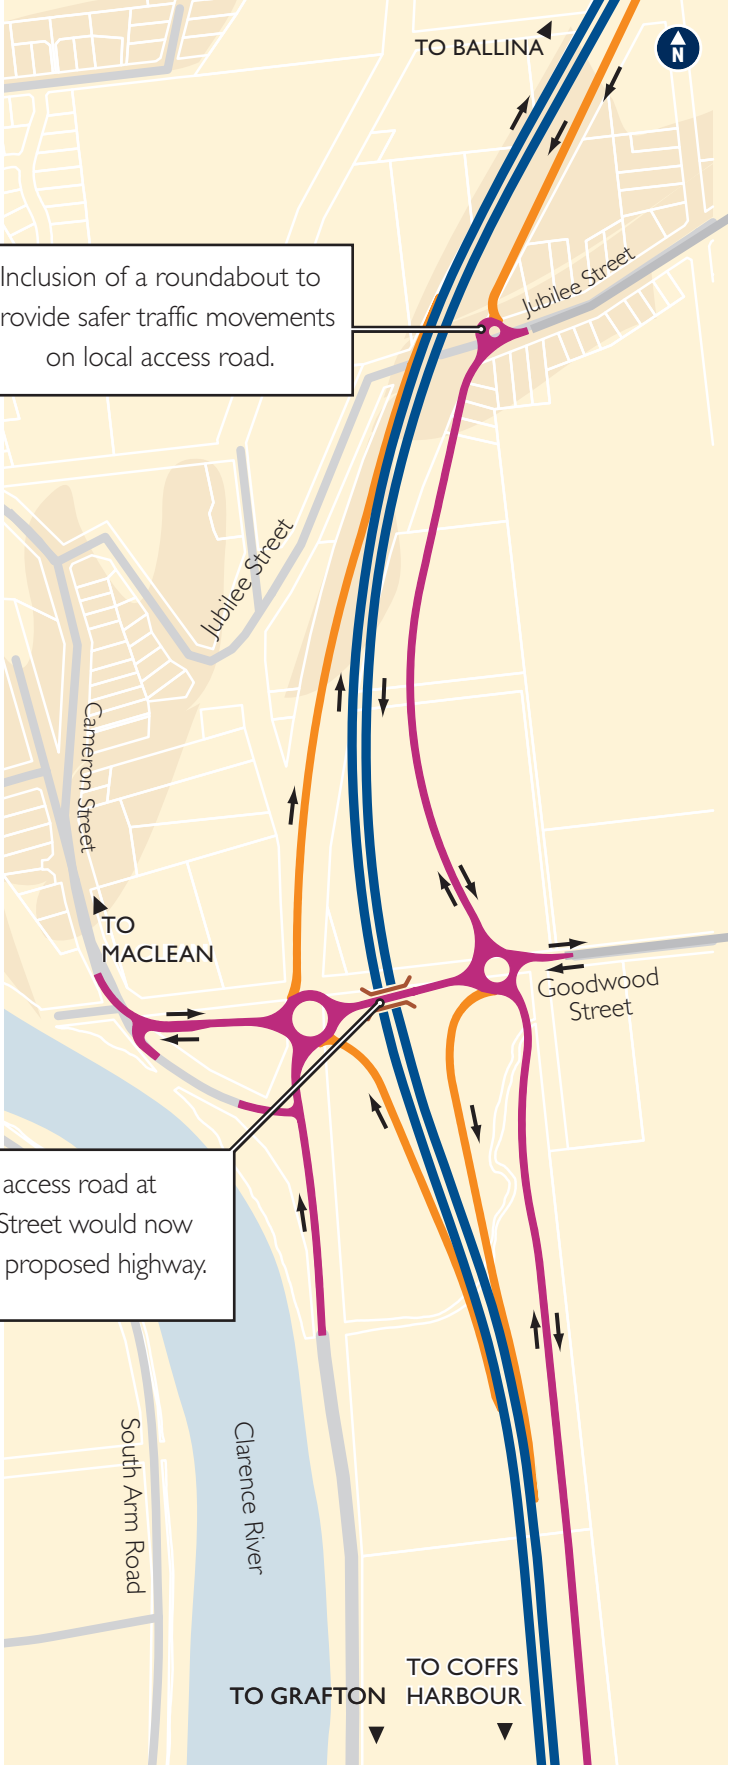 TO BALLINA
N
Inclusion of a roundabout to
rovide safer traffic movements
on local access road.
Jubilee Street
Jubilee Street
Cameron Street
TO
MACLEAN
Goodwood
Street
access road at
Street would now
proposed highway.
South Arm Road
Clarence River
TO GRAFTON
TO COFFS
HARBOUR